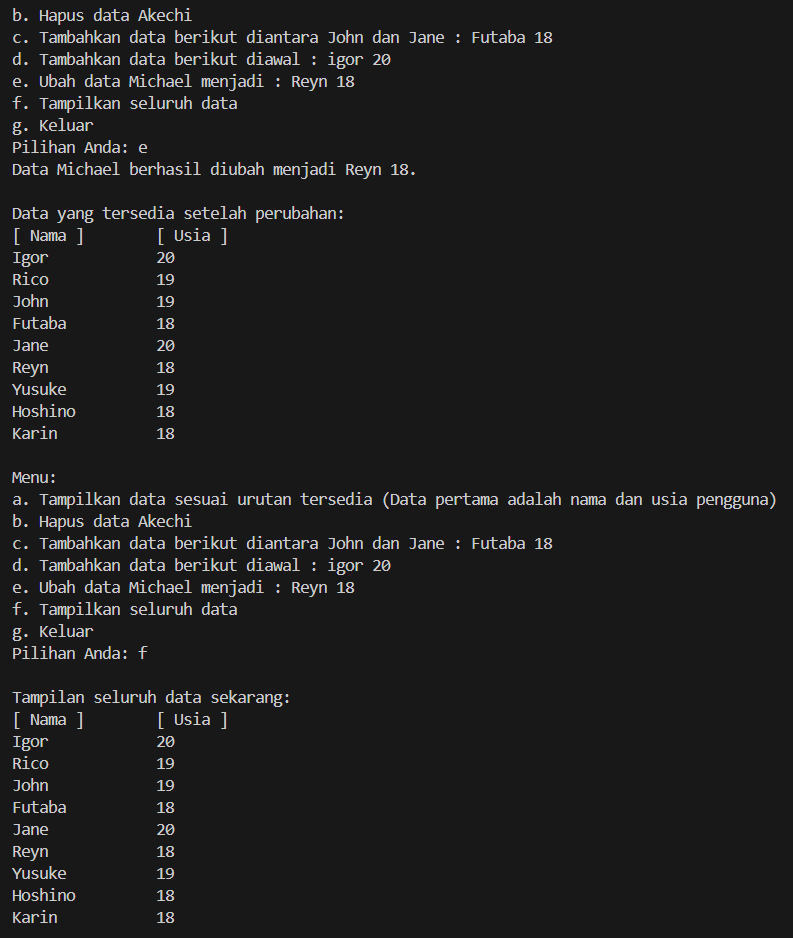 b. Hapus data Akechi
c. Tambahkan data berikut diantara John dan Jane : Futaba 18
d. Tambahkan data berikut diawal : igor 20
e. Ubah data Michael menjadi : Reyn 18
f. Tampilkan seluruh data
g. Keluar
Pilihan Anda: e
Data Michael berhasil diubah menjadi Reyn 18.

Data yang tersedia setelah perubahan:
[ Nama ]        [ Usia ]
Igor            20
Rico            19
John            19
Futaba          18
Jane            20
Reyn            18
Yusuke          19
Hoshino         18
Karin           18

Menu:
a. Tampilkan data sesuai urutan tersedia (Data pertama adalah nama dan usia pengguna)
b. Hapus data Akechi
c. Tambahkan data berikut diantara John dan Jane : Futaba 18
d. Tambahkan data berikut diawal : igor 20
e. Ubah data Michael menjadi : Reyn 18
f. Tampilkan seluruh data
g. Keluar
Pilihan Anda: f

Tampilan seluruh data sekarang:
[ Nama ]        [ Usia ]
Igor            20
Rico            19
John            19
Futaba          18
Jane            20
Reyn            18
Yusuke          19
Hoshino         18
Karin           18